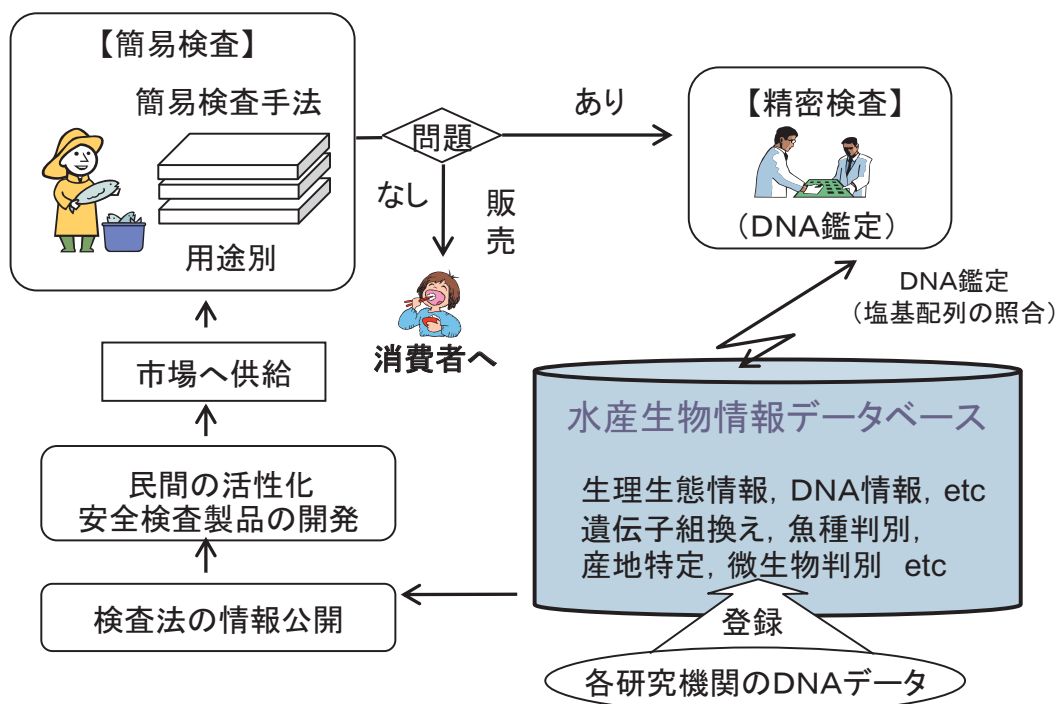 【簡易検査】
簡易検査手法
用途別
問題
あり
なし
販
売
消費者へ
【精密検査】
（DNA鑑定）
DNA鑑定
（塩基配列の照合）
水産生物情報データベース
生理生態情報，DNA情報，etc
遺伝子組換え，魚種判別，
産地特定，微生物判別 etc
登録
各研究機関のDNAデータ
検査法の情報公開
民間の活性化
安全検査製品の開発
市場へ供給